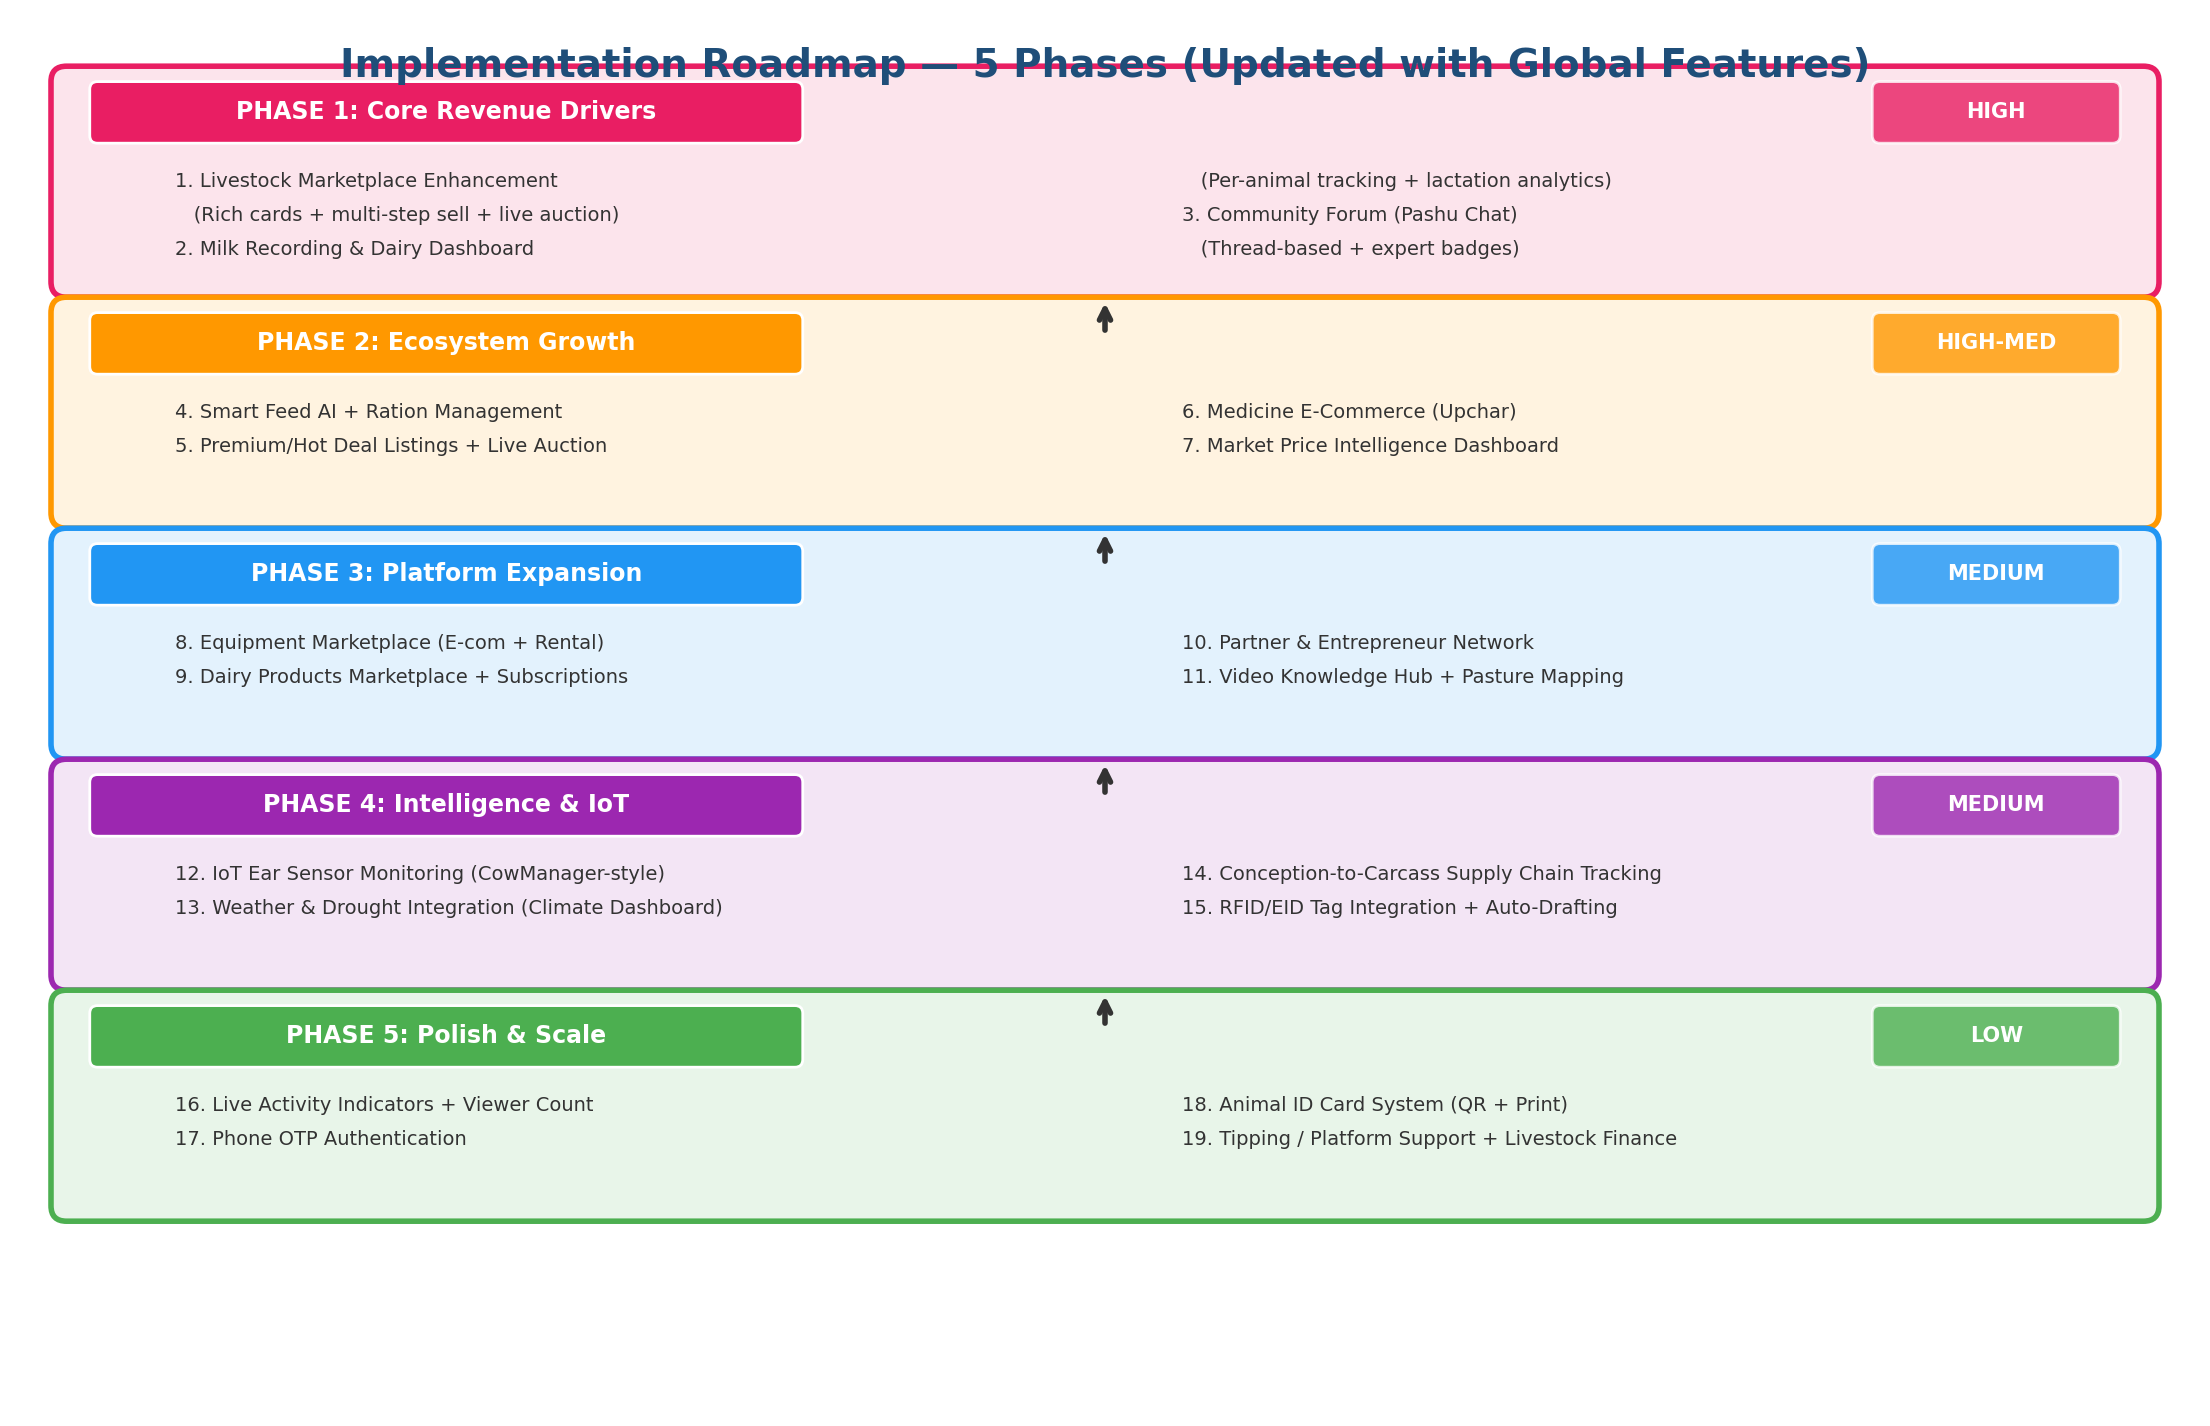 Implementation Roadmap — 5 Phases (Updated with Global Features)
PHASE 1: Core Revenue Drivers
HIGH
1. Livestock Marketplace Enhancement
(Rich cards + multi-step sell + live auction)
2. Milk Recording & Dairy Dashboard
(Per-animal tracking + lactation analytics)
3. Community Forum (Pashu Chat)
(Thread-based + expert badges)
PHASE 2: Ecosystem Growth
HIGH-MED
4. Smart Feed AI + Ration Management
5. Premium/Hot Deal Listings + Live Auction
6. Medicine E-Commerce (Upchar)
7. Market Price Intelligence Dashboard
PHASE 3: Platform Expansion
MEDIUM
8. Equipment Marketplace (E-com + Rental)
9. Dairy Products Marketplace + Subscriptions
10. Partner & Entrepreneur Network
11. Video Knowledge Hub + Pasture Mapping
PHASE 4: Intelligence & IoT
MEDIUM
12. IoT Ear Sensor Monitoring (CowManager-style)
13. Weather & Drought Integration (Climate Dashboard)
14. Conception-to-Carcass Supply Chain Tracking
15. RFID/EID Tag Integration + Auto-Drafting
PHASE 5: Polish & Scale
LOW
16. Live Activity Indicators + Viewer Count
17. Phone OTP Authentication
18. Animal ID Card System (QR + Print)
19. Tipping / Platform Support + Livestock Finance